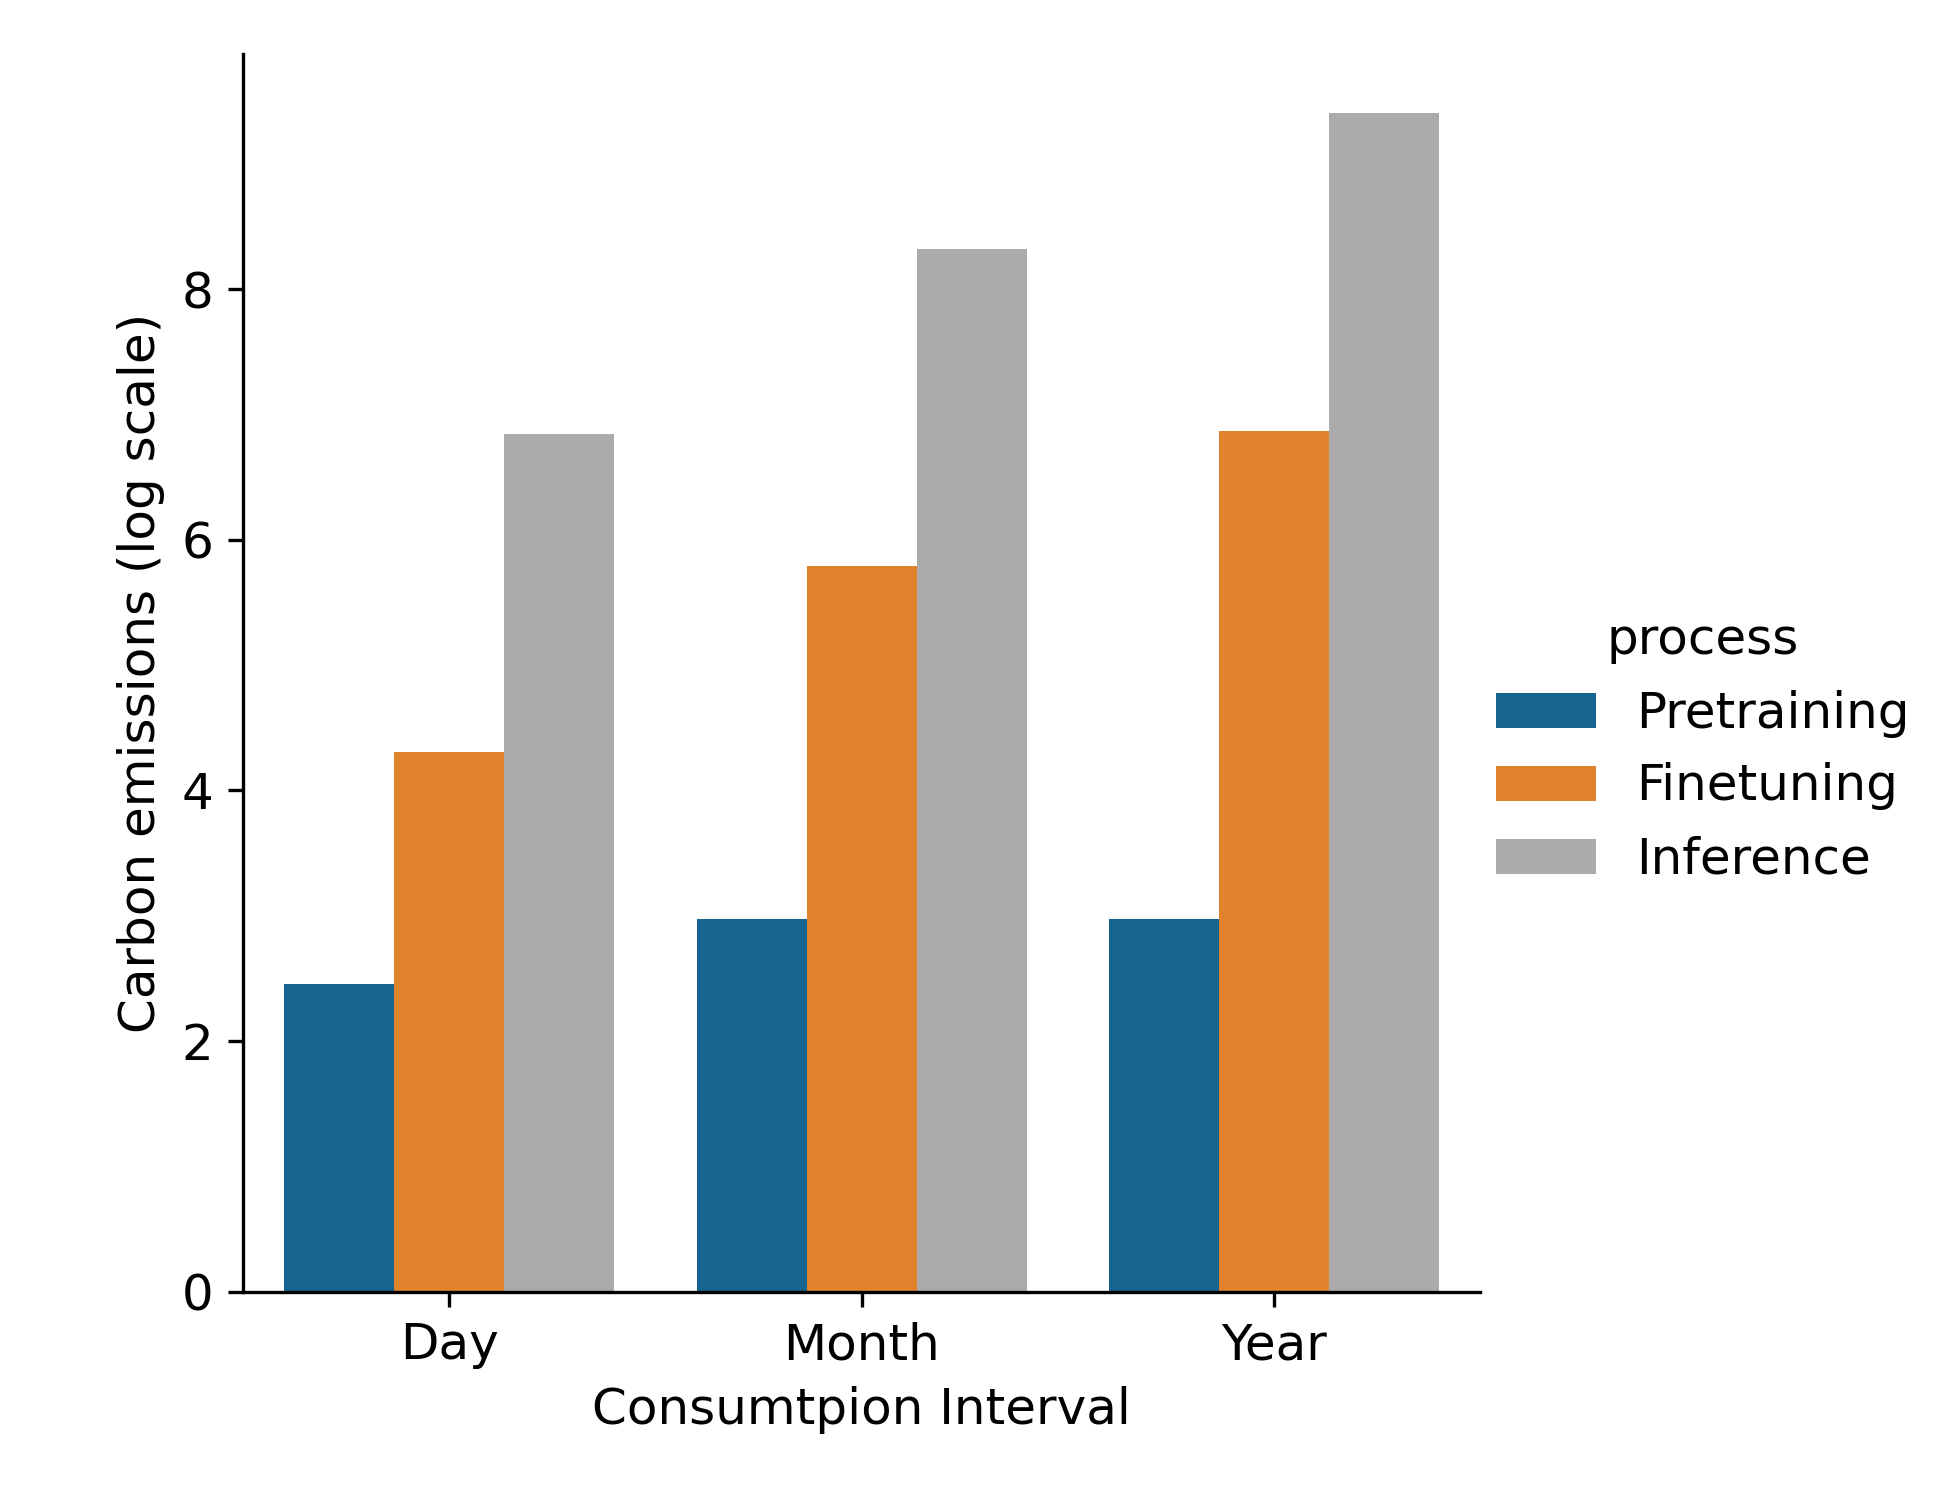 Carbon emissions (log scale)
8
6
4
2
0
Day
Month
Year
Consumtpion Interval
process
Pretraining
Finetuning
Inference